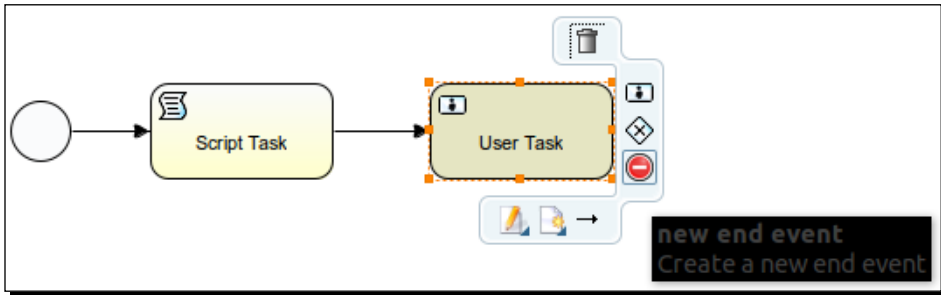 Script Task
User Task
new end event
Create a new end event